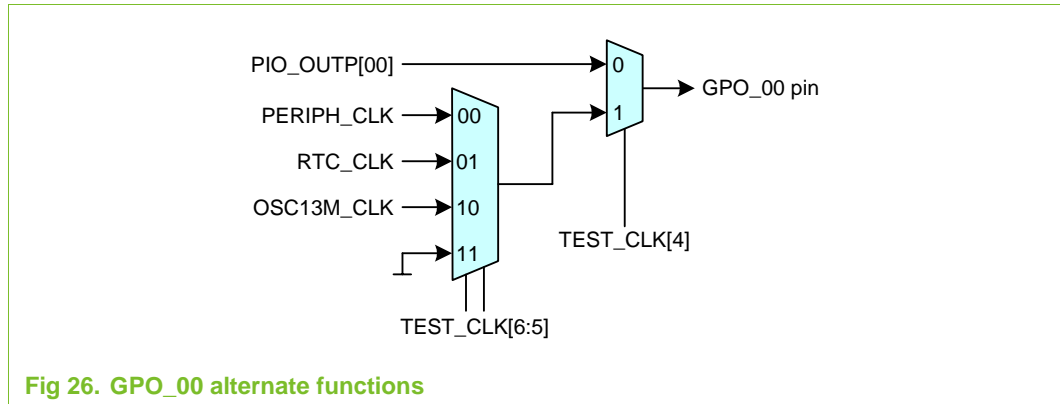 PIO_OUTP[00]
0
GPO_00 pin
PERIPH_CLK
00
1
RTC_CLK
01
OSC13M_CLK
10
TEST_CLK[4]
11
TEST_CLK[6:5]
Fig 26. GPO_00 alternate functions